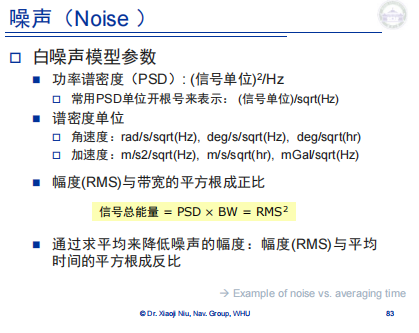 噪声（Noise ）
白噪声模型参数
功率谱密度（PSD）: (信号单位)²/Hz
常用PSD单位开根号来表示： (信号单位)/sqrt(Hz)
谱密度单位
角速度：rad/s/sqrt(Hz), deg/s/sqrt(Hz), deg/sqrt(hr)
加速度：m/s2/sqrt(Hz), m/s/sqrt(hr), mGal/sqrt(Hz)
幅度(RMS)与带宽的平方根成正比
信号总能量 = PSD × BW = RMS²
通过求平均来降低噪声的幅度：幅度(RMS)与平均
时间的平方根成反比
→ Example of noise vs. averaging time
© Dr. Xiaoji Niu, Nav. Group, WHU
83